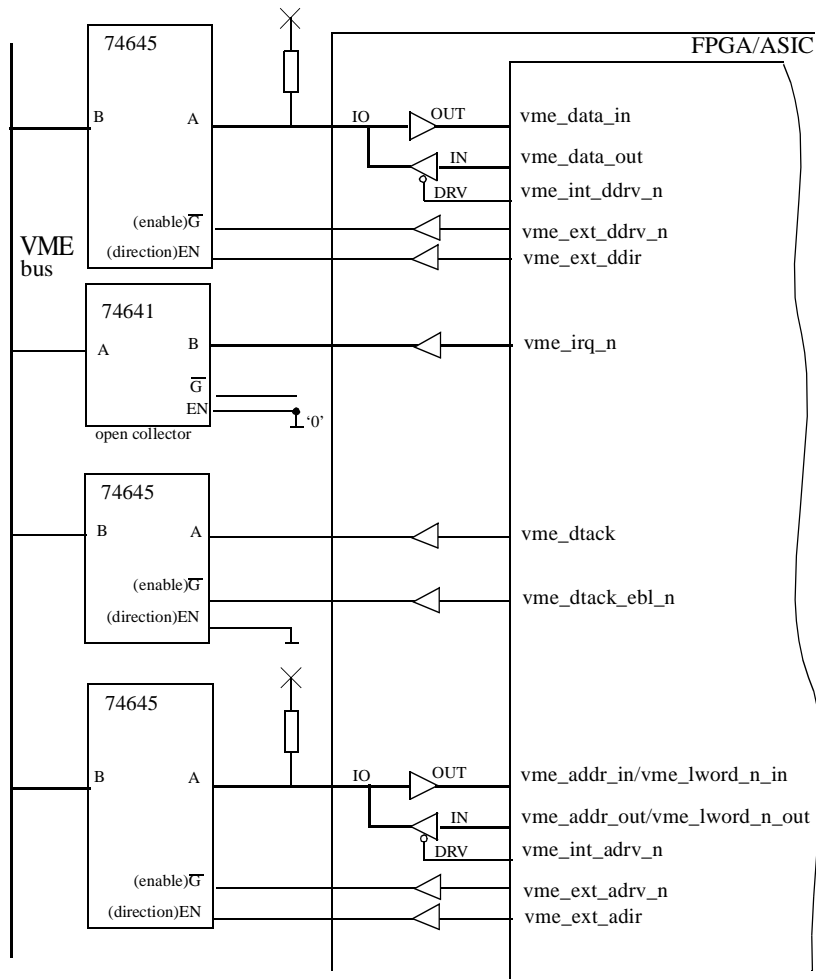 FPGA/ASIC
VME
bus
74645
B
A
(enable)G̅
(direction)EN
IO
OUT
IN
DRV
vme_data_in
vme_data_out
vme_int_ddrv_n
vme_ext_ddrv_n
vme_ext_ddir
74641
A
B
G̅
EN
open collector
‘0’
vme_irq_n
74645
B
A
(enable)G̅
(direction)EN
vme_dtack
vme_dtack_ebl_n
74645
B
A
(enable)G̅
(direction)EN
IO
OUT
IN
DRV
vme_addr_in/vme_lword_n_in
vme_addr_out/vme_lword_n_out
vme_int_adrv_n
vme_ext_adrv_n
vme_ext_adir